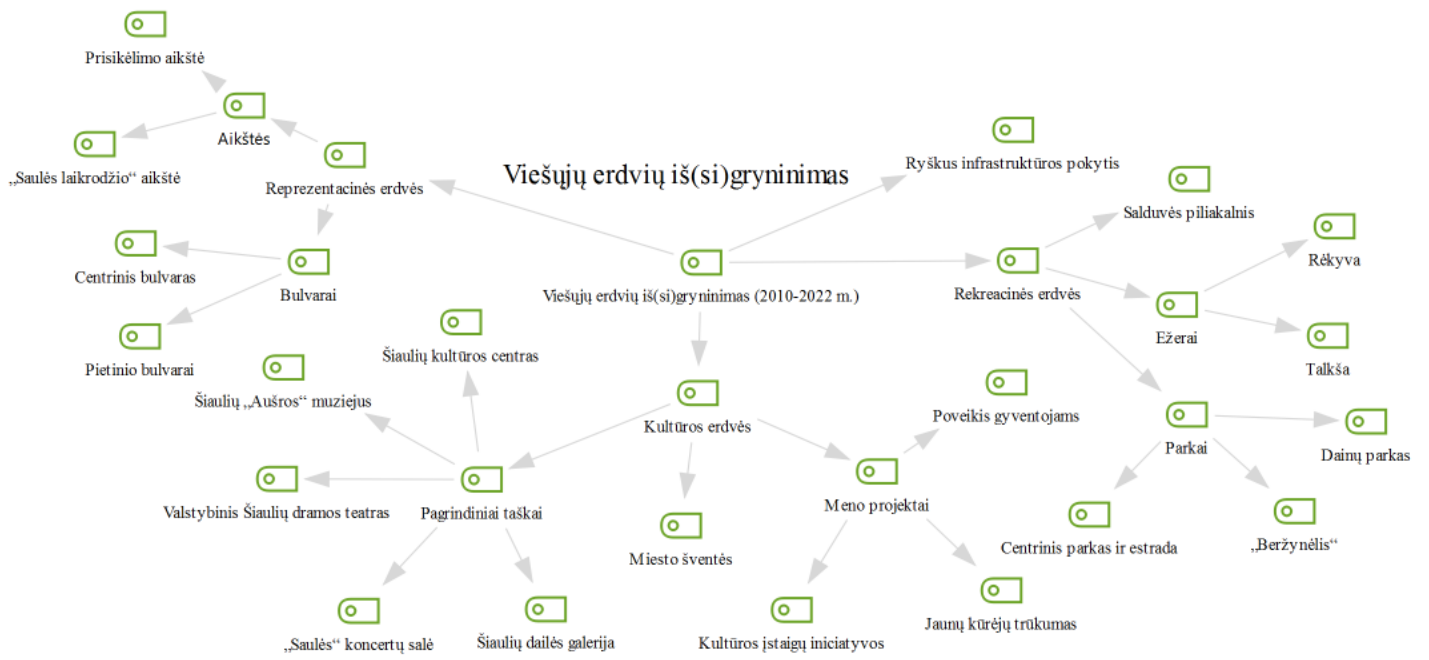 Prisikėlimo aikštė
Aikštės
„Saulės laikrodžio“ aikštė
Reprezentacinės erdvės
Viešųjų erdvių iš(si)gryninimas
Ryškus infrastruktūros pokytis
Salduvės piliakalnis
Centrinis bulvaras
Bulvarai
Viešųjų erdvių iš(si)gryninimas (2010-2022 m.)
Rekreacinės erdvės
Rėkyva
Ežerai
Pietinio bulvarai
Šiaulių kultūros centras
Talkša
Šiaulių „Aušros“ muziejus
Kultūros erdvės
Poveikis gyventojams
Parkai
Dainų parkas
Valstybinis Šiaulių dramos teatras
Pagrindiniai taškai
Meno projektai
Miesto šventės
Centrinis parkas ir estrada
„Beržynėlis“
„Saulės“ koncertų salė
Šiaulių dailės galerija
Kultūros įstaigų iniciatyvos
Jaunų kūrėjų trūkumas